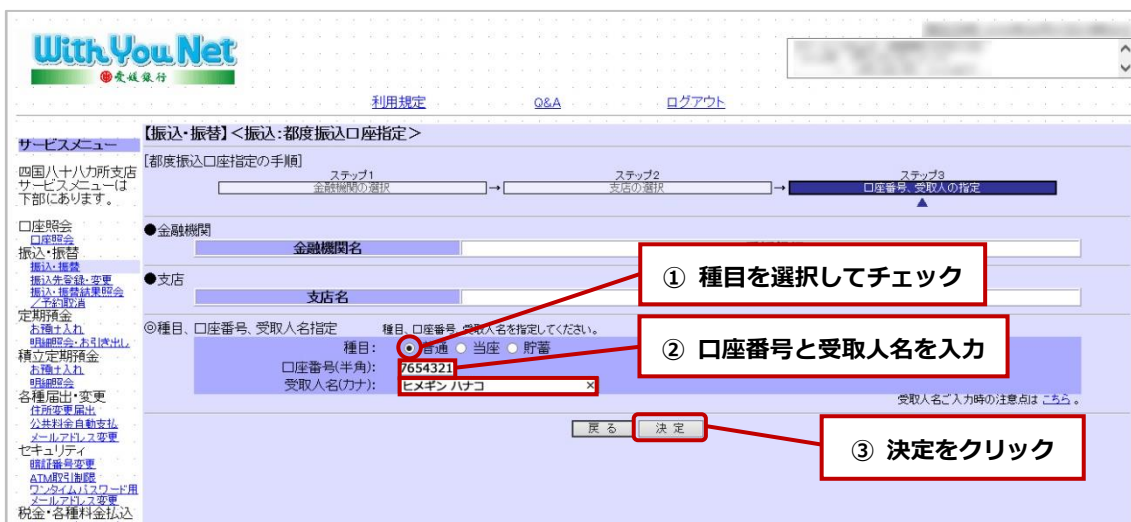 With You Net
愛媛銀行
利用規定
Q&A
ログアウト
サービスメニュー
四国八十八カ所支店
サービスメニューは
下部にあります。
口座照会
口座照会
振込・振替
振込・振替
振込先登録・変更
振込・振替結果照会
／予約取消
定期預金
お預け入れ
明細照会・お引き出し
積立定期預金
お預け入れ
明細照会
各種届出・変更
住所変更届出
公共料金自動支払
メールアドレス変更
セキュリティ
暗証番号変更
ATM取引制限
ワンタイムパスワード用
メールアドレス変更
税金・各種料金払込
【振込・振替】＜振込：都度振込口座指定＞
[都度振込口座指定の手順]
ステップ1
金融機関の選択
→
ステップ2
支店の選択
→
ステップ3
口座番号、受取人の指定
▲
●金融機関
金融機関名
●支店
支店名
◎種目、口座番号、受取人名指定
種目、口座番号、受取人名を指定してください。
種目： 普通 当座 貯蓄
口座番号(半角)： 7654321
受取人名(カナ)： ヒメギン ハナコ ×
受取人名ご入力時の注意点は こちら 。
戻る 決定
① 種目を選択してチェック
② 口座番号と受取人名を入力
③ 決定をクリック